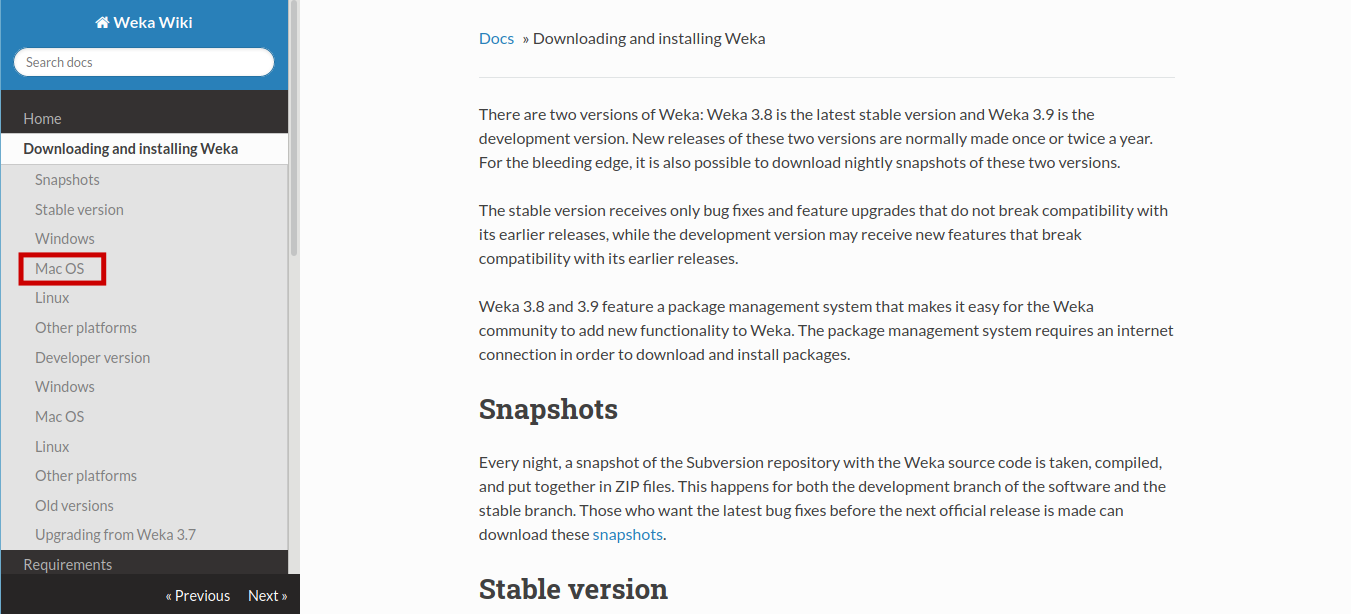 Weka Wiki
Search docs
Home
Downloading and installing Weka
Snapshots
Stable version
Windows
Mac OS
Linux
Other platforms
Developer version
Windows
Mac OS
Linux
Other platforms
Old versions
Upgrading from Weka 3.7
Requirements
« Previous Next »
Docs » Downloading and installing Weka
There are two versions of Weka: Weka 3.8 is the latest stable version and Weka 3.9 is the
development version. New releases of these two versions are normally made once or twice a year.
For the bleeding edge, it is also possible to download nightly snapshots of these two versions.
The stable version receives only bug fixes and feature upgrades that do not break compatibility with
its earlier releases, while the development version may receive new features that break
compatibility with its earlier releases.
Weka 3.8 and 3.9 feature a package management system that makes it easy for the Weka
community to add new functionality to Weka. The package management system requires an internet
connection in order to download and install packages.
Snapshots
Every night, a snapshot of the Subversion repository with the Weka source code is taken, compiled,
and put together in ZIP files. This happens for both the development branch of the software and the
stable branch. Those who want the latest bug fixes before the next official release is made can
download these snapshots.
Stable version